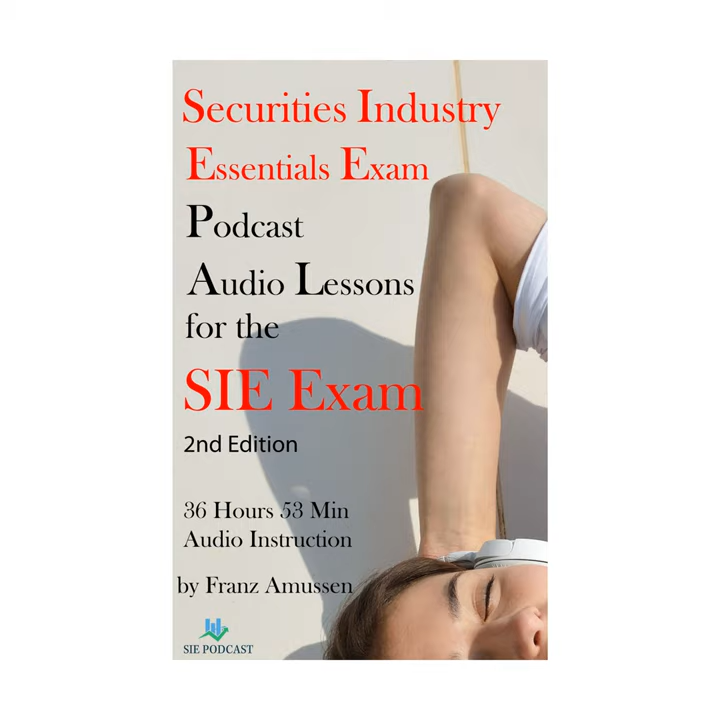 Securities Industry
Essentials Exam
Podcast
Audio Lessons
for the
SIE Exam
2nd Edition
36 Hours 53 Min
Audio Instruction
by Franz Amussen
SIE PODCAST